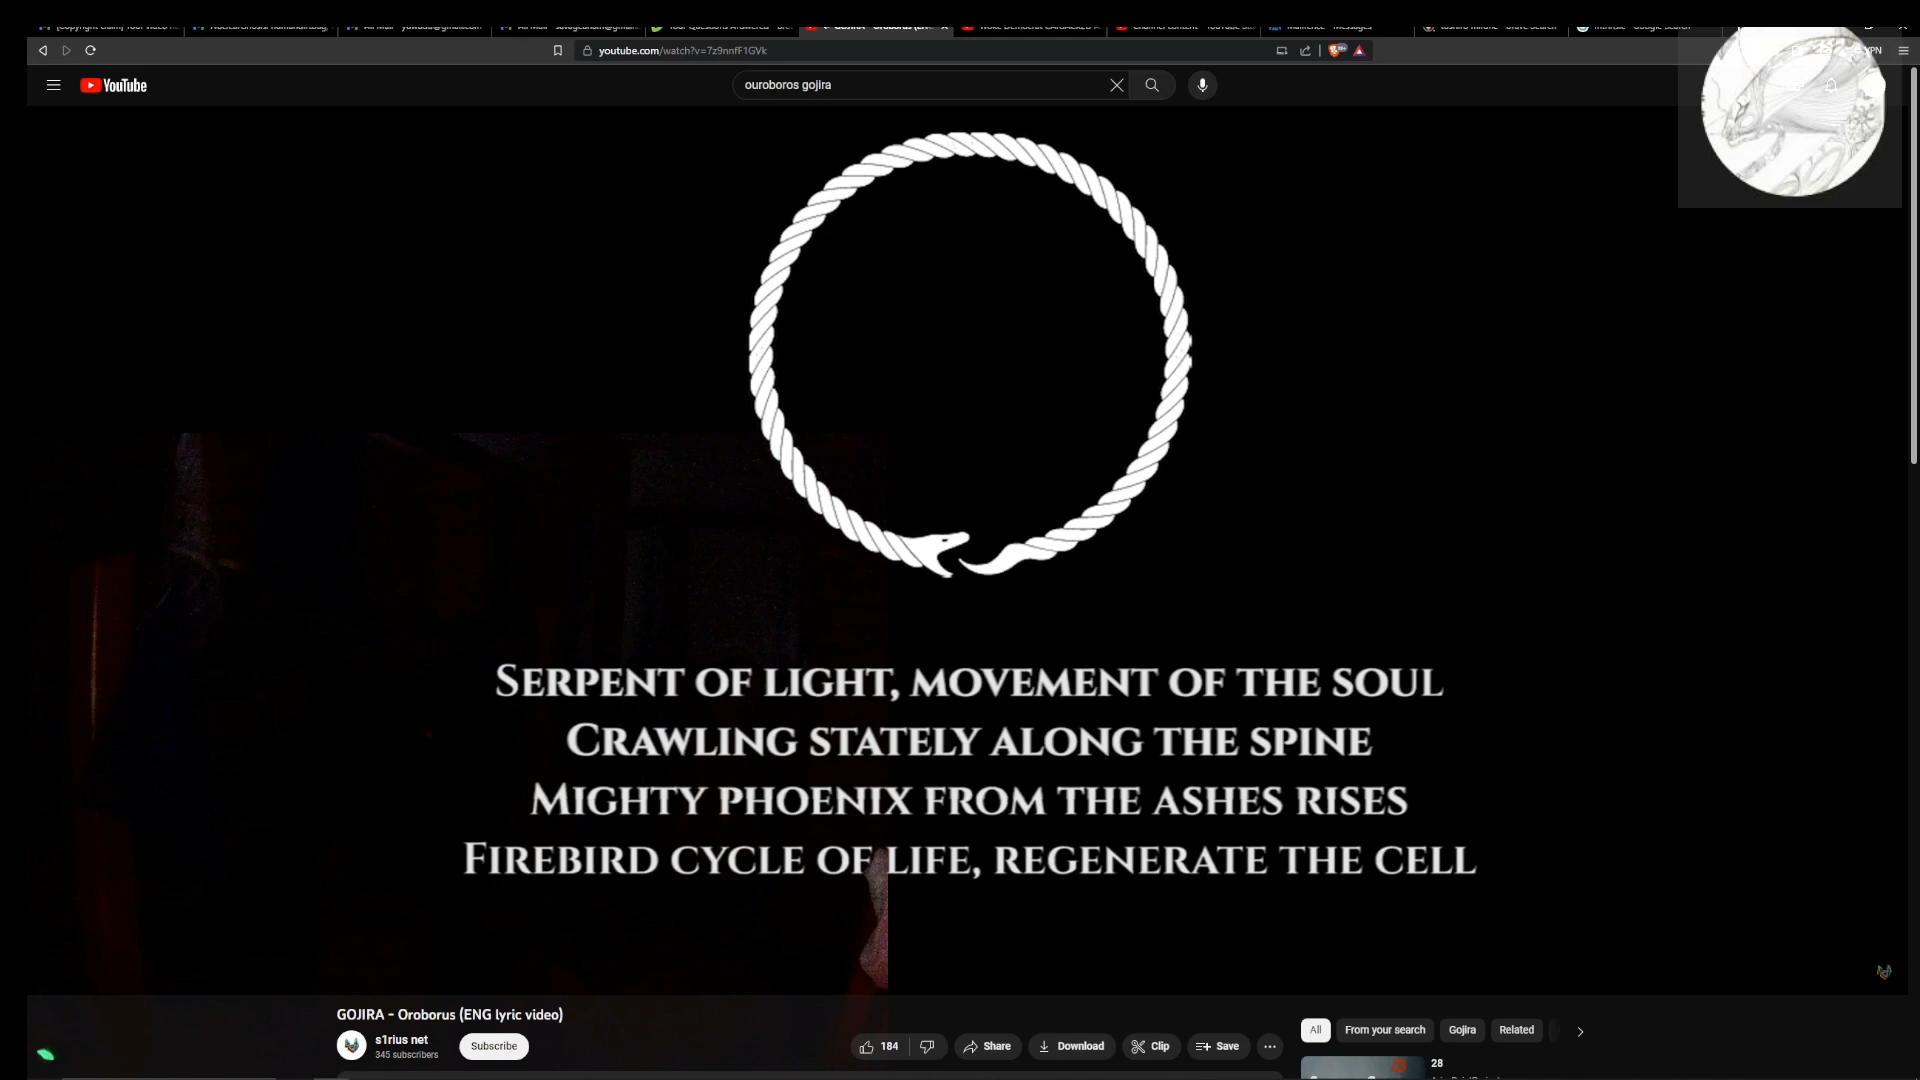 youtube.com/watch?v=7z9nnfF1GVk
VPN
YouTube
ouroboros gojira
SERPENT OF LIGHT, MOVEMENT OF THE SOUL
CRAWLING STATELY ALONG THE SPINE
MIGHTY PHOENIX FROM THE ASHES RISES
FIREBIRD CYCLE OF LIFE, REGENERATE THE CELL
GOJIRA - Oroborus (ENG lyric video)
s1rius net
345 subscribers
Subscribe
184
Share
Download
Clip
Save
All
From your search
Gojira
Related
28